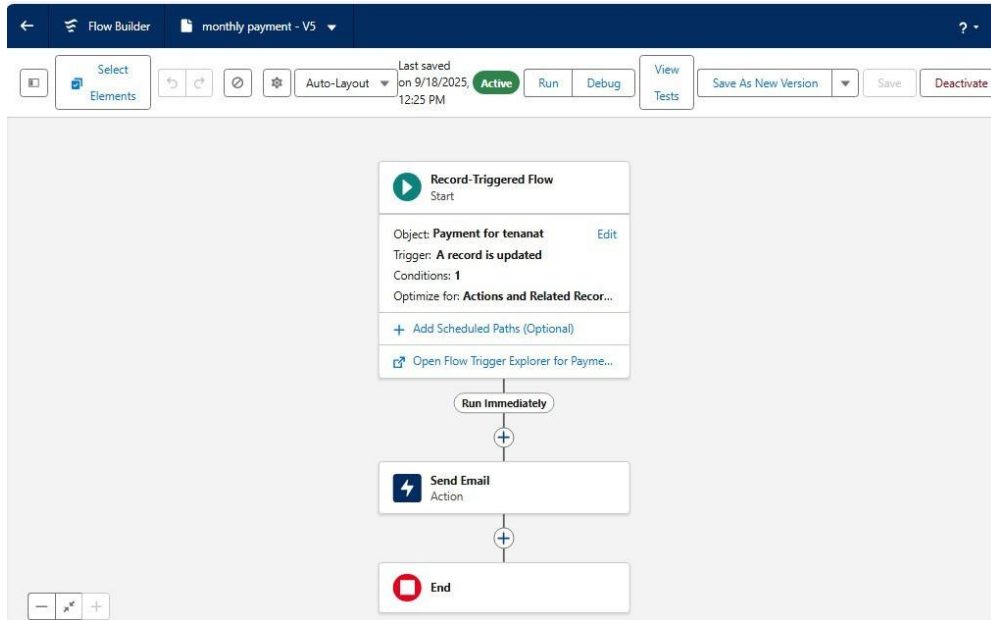 Flow Builder
monthly payment - V5
? -
Select
Elements
Auto-Layout
Last saved
on 9/18/2025,
12:25 PM
Active
Run
Debug
View
Tests
Save As New Version
Save
Deactivate
Record-Triggered Flow
Start
Object: Payment for tenanat
Edit
Trigger: A record is updated
Conditions: 1
Optimize for: Actions and Related Recor...
+ Add Scheduled Paths (Optional)
Open Flow Trigger Explorer for Payme...
Run Immediately
Send Email
Action
End